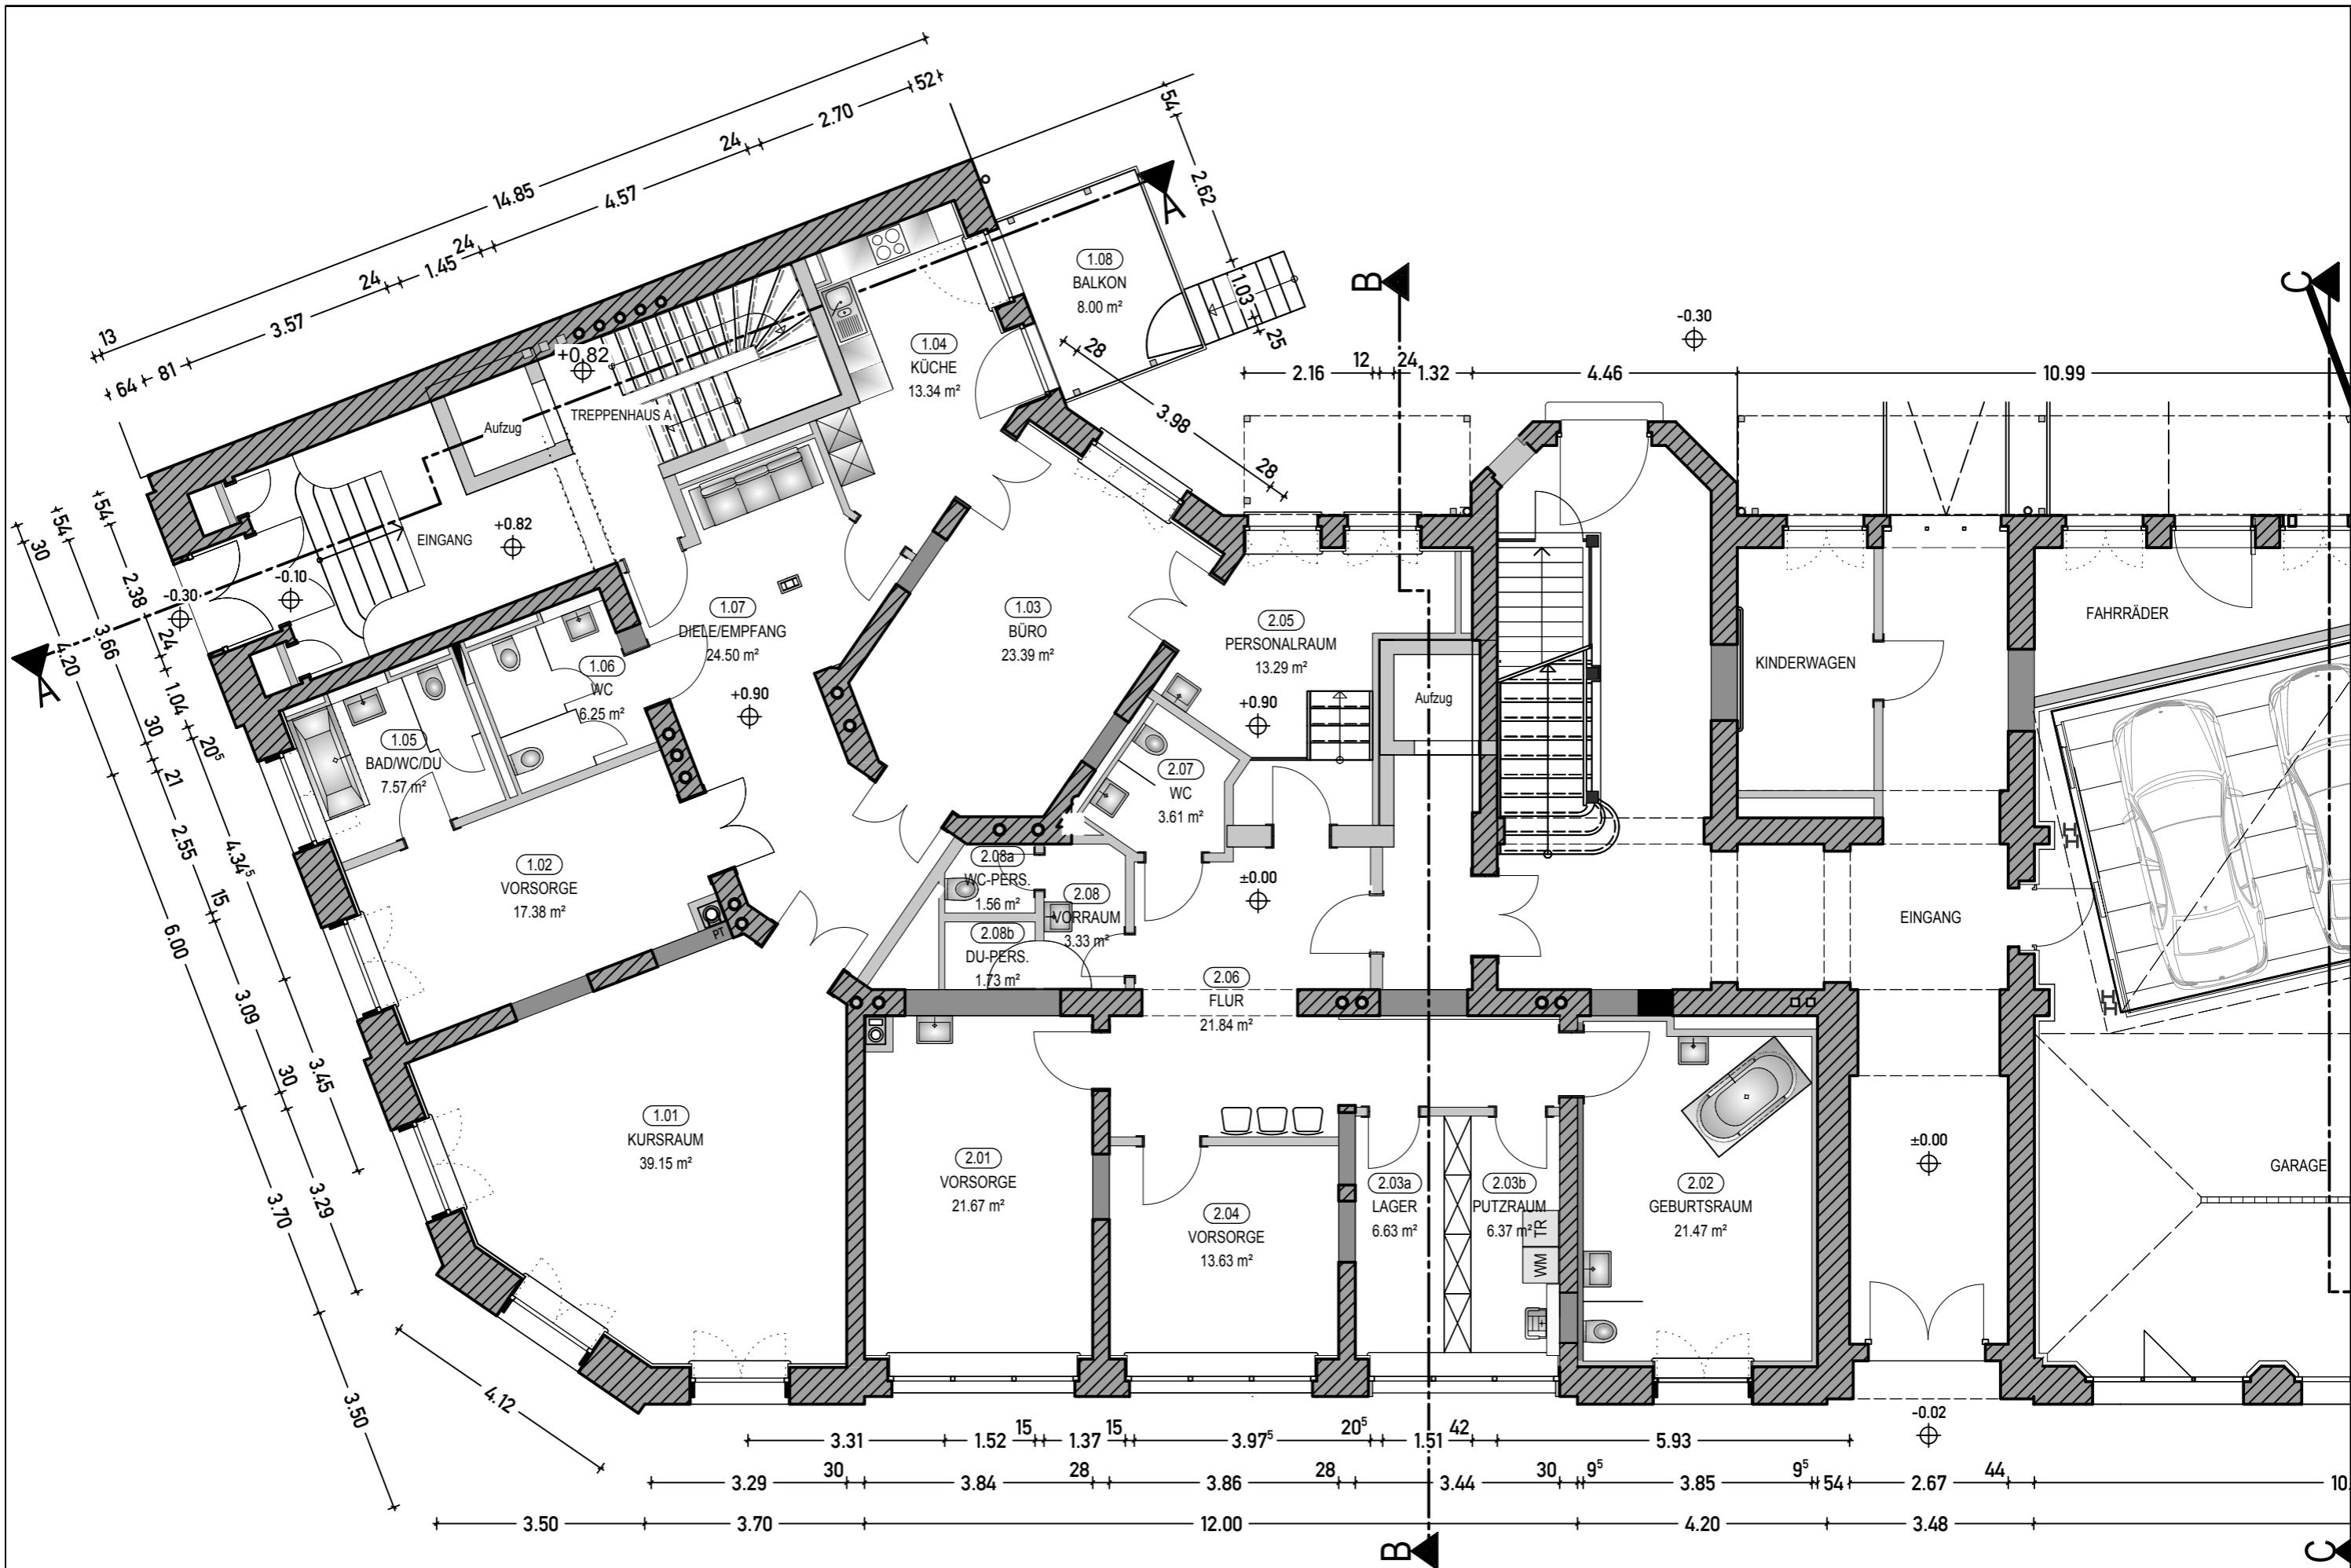 14.85
52
2.70
24
4.57
24
1.45
24
3.57
81
64
13
54
2.62
1.03
25
A
1.08
BALKON
8.00 m²
28
3.98
28
B
C
-0.30
2.16
12
24
1.32
4.46
10.99
1.04
KÜCHE
13.34 m²
+0.82
TREPPENHAUS A
Aufzug
+0.82
EINGANG
-0.10
-0.30
A
1.07
DIELE/EMPFANG
24.50 m²
+0.90
1.03
BÜRO
23.39 m²
2.05
PERSONALRAUM
13.29 m²
+0.90
Aufzug
KINDERWAGEN
FAHRRÄDER
1.06
WC
6.25 m²
1.05
BAD/WC/DU
7.57 m²
2.07
WC
3.61 m²
1.02
VORSORGE
17.38 m²
PT
2.08a
WC-PERS.
1.56 m²
2.08
VORRAUM
3.33 m²
2.08b
DU-PERS.
1.73 m²
±0.00
EINGANG
2.06
FLUR
21.84 m²
1.01
KURSRAUM
39.15 m²
2.01
VORSORGE
21.67 m²
2.04
VORSORGE
13.63 m²
2.03a
LAGER
6.63 m²
2.03b
PUTZRAUM
6.37 m²
TR
WM
2.02
GEBURTSRAUM
21.47 m²
±0.00
GARAGE
-0.02
30
4.20
6.00
3.70
3.50
54
3.66
30
21
2.55
15
3.09
30
3.29
54
2.38
24
1.04
20⁵
4.34⁵
3.45
4.12
3.31
1.52
15
1.37
15
3.97⁵
20⁵
1.51
42
5.93
3.29
30
3.84
28
3.86
28
3.44
30
9⁵
3.85
9⁵
54
2.67
44
10.
3.50
3.70
12.00
4.20
3.48
B
C